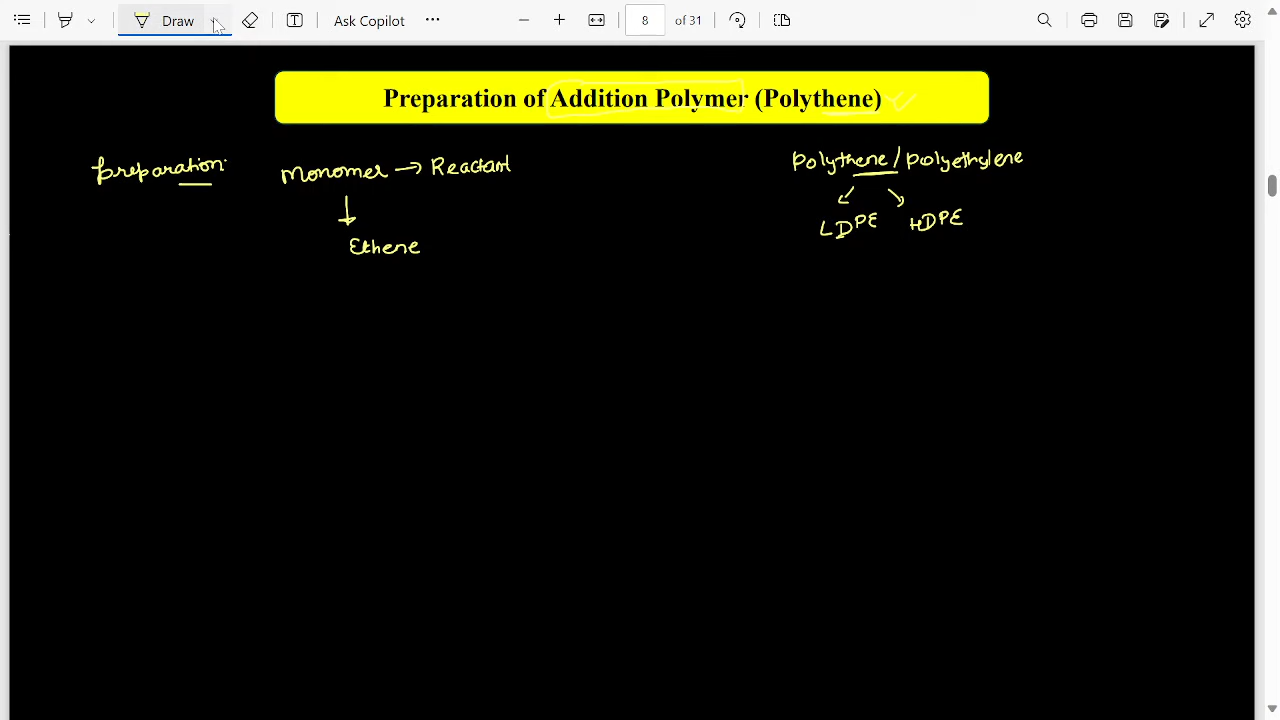 Draw Ask Copilot 8 of 31
Preparation of Addition Polymer (Polythene)
Preparation: Monomer → Reactant
Polythene / Polyethylene
LDPE HDPE
Ethene